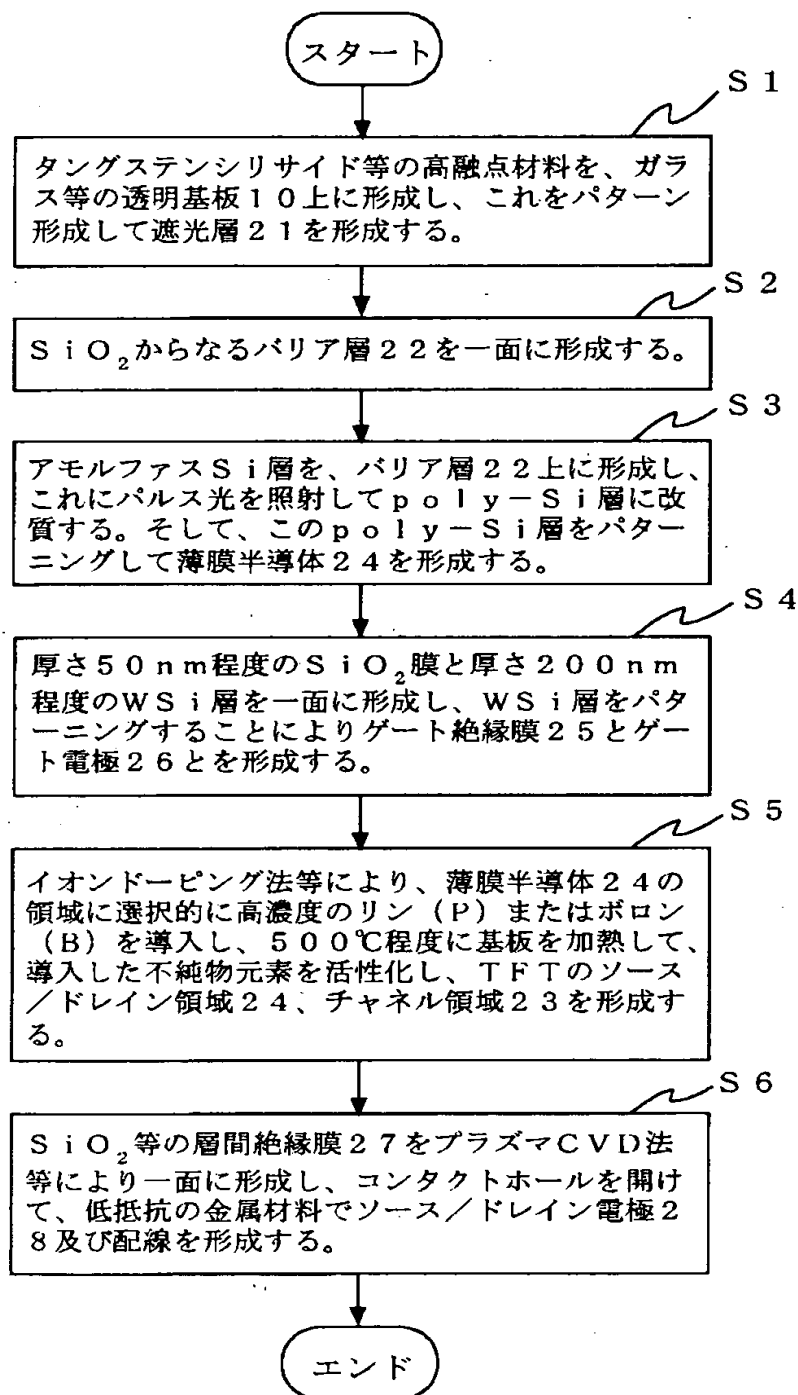 スタート
S1
タングステンシリサイド等の高融点材料を、ガラ
ス等の透明基板10上に形成し、これをパターン
形成して遮光層21を形成する。
S2
SiO₂からなるバリア層22を一面に形成する。
S3
アモルファスSi層を、バリア層22上に形成し、
これにパルス光を照射してpoly-Si層に改
質する。そして、このpoly-Si層をパター
ニングして薄膜半導体24を形成する。
S4
厚さ50nm程度のSiO₂膜と厚さ200nm
程度のWSi層を一面に形成し、WSi層をパタ
ーニングすることによりゲート絶縁膜25とゲー
ト電極26とを形成する。
S5
イオンドーピング法等により、薄膜半導体24の
領域に選択的に高濃度のリン(P)またはボロン
(B)を導入し、500℃程度に基板を加熱して、
導入した不純物元素を活性化し、TFTのソース
/ドレイン領域24、チャネル領域23を形成す
る。
S6
SiO₂等の層間絶縁膜27をプラズマCVD法
等により一面に形成し、コンタクトホールを開け
て、低抵抗の金属材料でソース/ドレイン電極2
8及び配線を形成する。
エンド